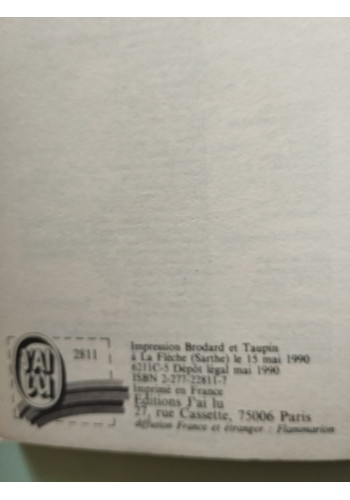 J'AI
LU
2811
Impression Brodard et Taupin
à La Flèche (Sarthe) le 15 mai 1990
6211C-5 Dépôt légal mai 1990
ISBN 2-277-22811-7
Imprimé en France
Editions J'ai lu
27, rue Cassette, 75006 Paris
diffusion France et étranger : Flammarion